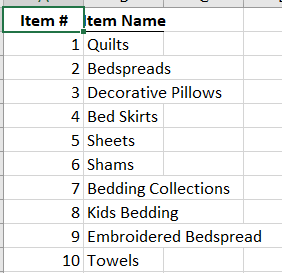 Item # Item Name
1 Quilts
2 Bedspreads
3 Decorative Pillows
4 Bed Skirts
5 Sheets
6 Shams
7 Bedding Collections
8 Kids Bedding
9 Embroidered Bedspread
10 Towels